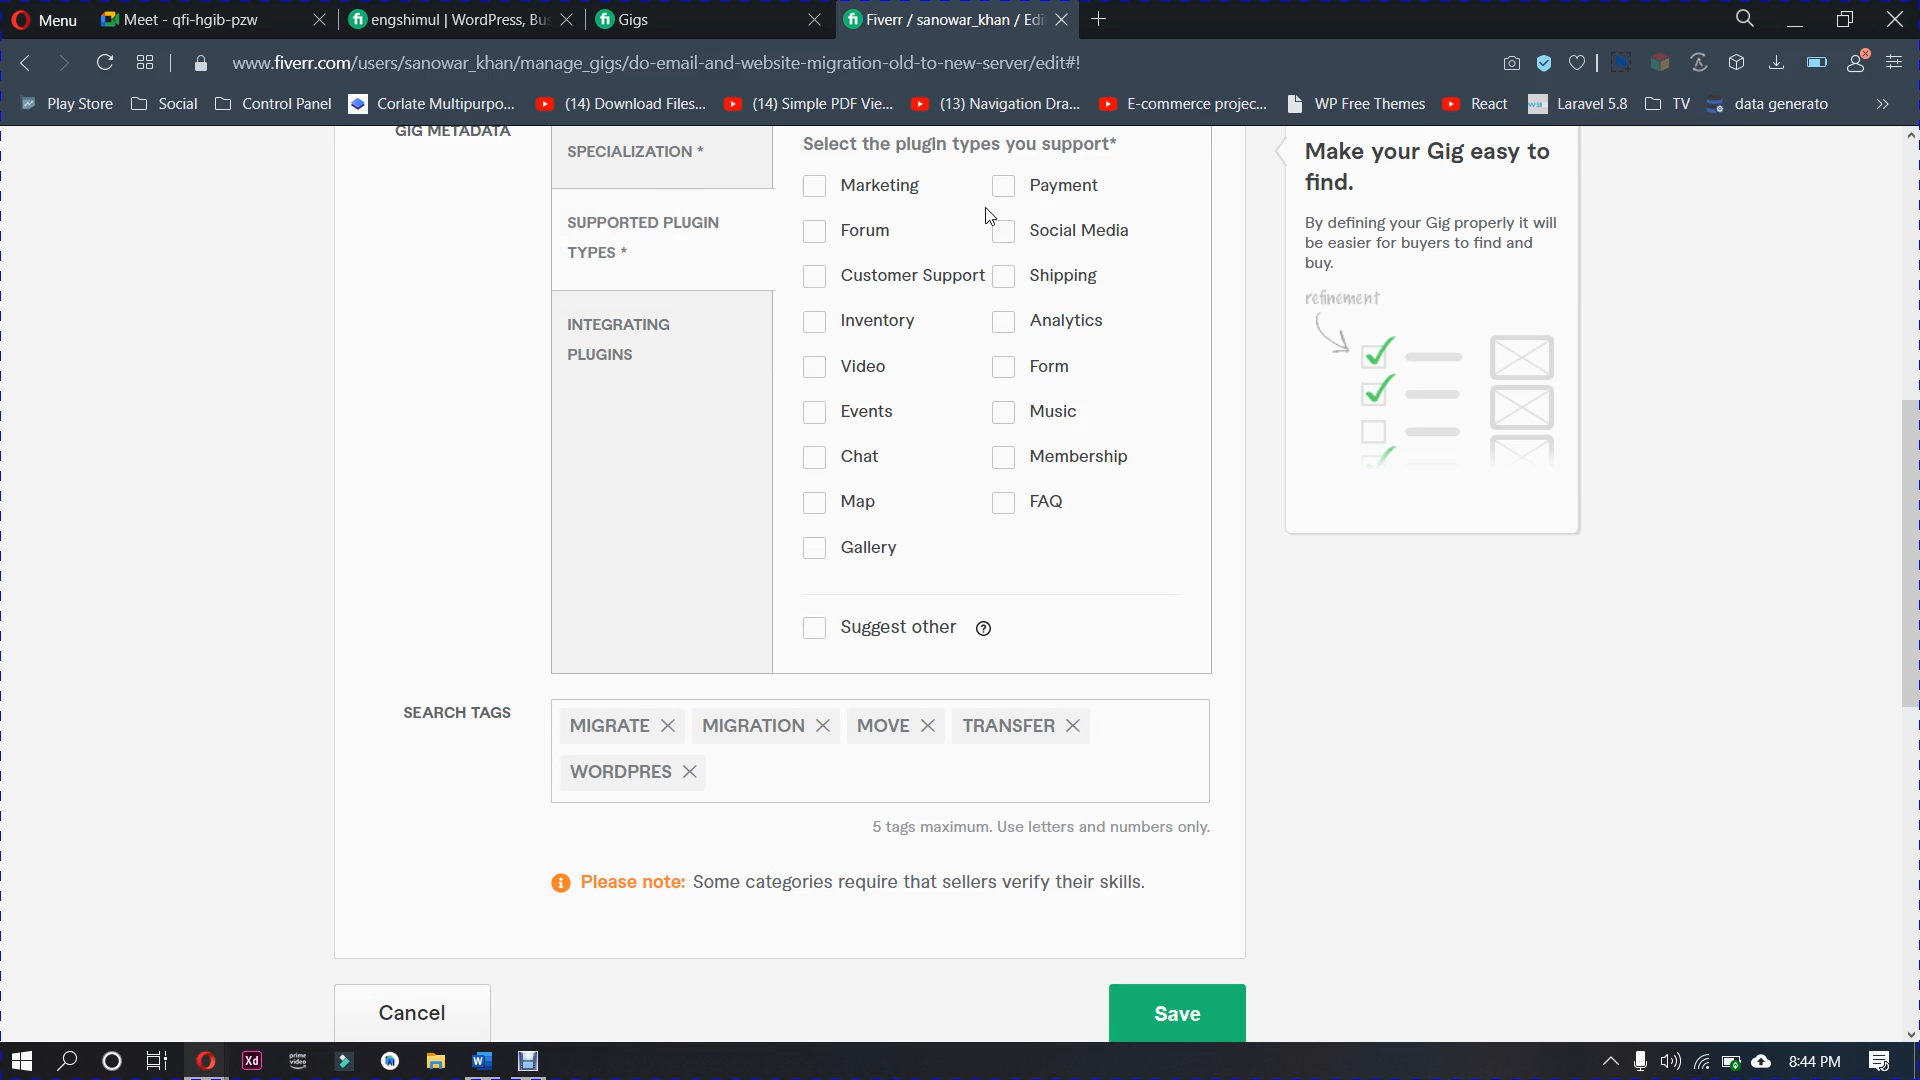 Menu
Meet - qfi-hgib-pzw
engshimul | WordPress, Bu
Gigs
Fiverr / sanowar_khan / Edi
www.fiverr.com/users/sanowar_khan/manage_gigs/do-email-and-website-migration-old-to-new-server/edit#!
Play Store
Social
Control Panel
Corlate Multipurpo...
(14) Download Files...
(14) Simple PDF Vie...
(13) Navigation Dra...
E-commerce projec...
WP Free Themes
React
Laravel 5.8
TV
data generato
GIG METADATA
SPECIALIZATION *
SUPPORTED PLUGIN
TYPES *
INTEGRATING
PLUGINS
Select the plugin types you support*
Marketing
Payment
Forum
Social Media
Customer Support
Shipping
Inventory
Analytics
Video
Form
Events
Music
Chat
Membership
Map
FAQ
Gallery
Suggest other
Make your Gig easy to
find.
By defining your Gig properly it will
be easier for buyers to find and
buy.
refinement
SEARCH TAGS
MIGRATE
MIGRATION
MOVE
TRANSFER
WORDPRES
5 tags maximum. Use letters and numbers only.
Please note: Some categories require that sellers verify their skills.
Cancel
Save
Xd
prime video
8:44 PM